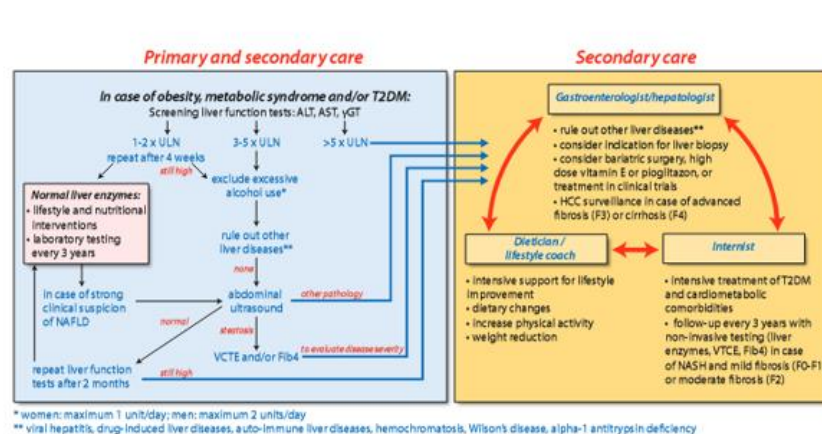 Primary and secondary care
In case of obesity, metabolic syndrome and/or T2DM:
Screening liver function tests: ALT, AST, γGT
1-2 x ULN
3-5 x ULN
>5 x ULN
repeat after 4 weeks
still high
exclude excessive
alcohol use*
Normal liver enzymes:
• lifestyle and nutritional
interventions
• laboratory testing
every 3 years
rule out other
liver diseases**
none
in case of strong
clinical suspicion
of NAFLD
abdominal
ultrasound
other pathology
normal
steatosis
to evaluate disease severity
VCTE and/or Fib4
repeat liver function
tests after 2 months
still high
Secondary care
Gastroenterologist/hepatologist
• rule out other liver diseases**
• consider indication for liver biopsy
• consider bariatric surgery, high
dose vitamin E or pioglitazon, or
treatment in clinical trials
• HCC surveillance in case of advanced
fibrosis (F3) or cirrhosis (F4)
Dietician /
lifestyle coach
• intensive support for lifestyle
improvement
• dietary changes
• increase physical activity
• weight reduction
Internist
• intensive treatment of T2DM
and cardiometabolic
comorbidities
• follow-up every 3 years with
non-invasive testing (liver
enzymes, VTCE, Fib4) in case
of NASH and mild fibrosis (F0-F1)
or moderate fibrosis (F2)
* women: maximum 1 unit/day; men: maximum 2 units/day
** viral hepatitis, drug-induced liver diseases, auto-immune liver diseases, hemochromatosis, Wilson's disease, alpha-1 antitrypsin deficiency